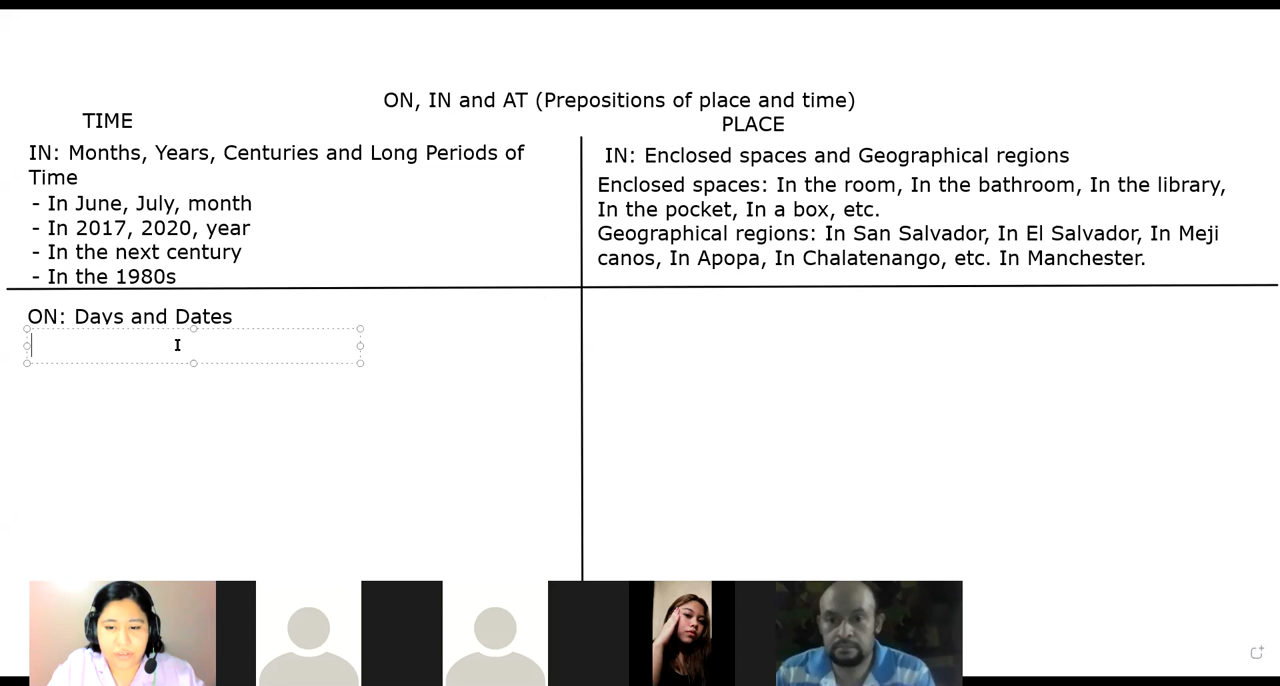 ON, IN and AT (Prepositions of place and time)
TIME
PLACE
IN: Months, Years, Centuries and Long Periods of
Time
- In June, July, month
- In 2017, 2020, year
- In the next century
- In the 1980s
IN: Enclosed spaces and Geographical regions
Enclosed spaces: In the room, In the bathroom, In the library,
In the pocket, In a box, etc.
Geographical regions: In San Salvador, In El Salvador, In Meji
canos, In Apopa, In Chalatenango, etc. In Manchester.
ON: Days and Dates